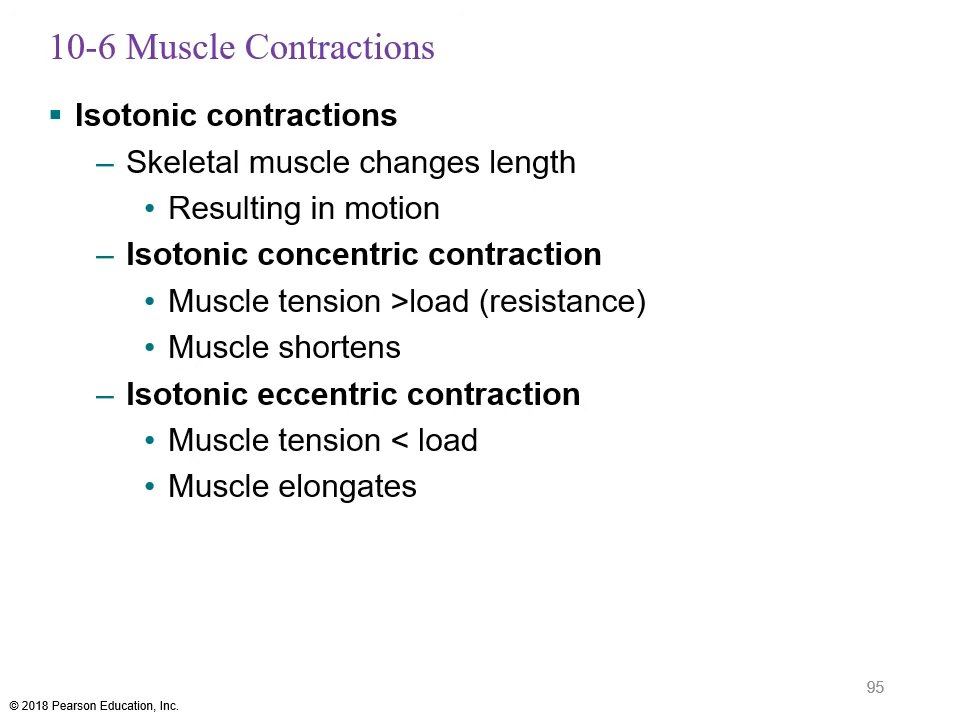 10-6 Muscle Contractions
▪ Isotonic contractions
– Skeletal muscle changes length
• Resulting in motion
– Isotonic concentric contraction
• Muscle tension >load (resistance)
• Muscle shortens
– Isotonic eccentric contraction
• Muscle tension < load
• Muscle elongates
95
© 2018 Pearson Education, Inc.